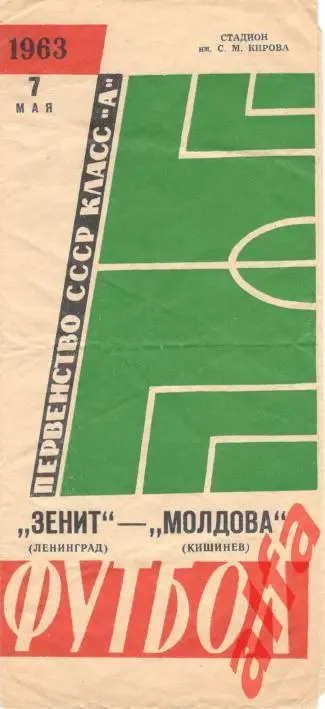 1963
СТАДИОН
им. С. М. КИРОВА
7
МАЯ
ПЕРВЕНСТВО СССР КЛАСС "А"
„ЗЕНИТ“ — „МОЛДОВА“
(ЛЕНИНГРАД) (КИШИНЕВ)
ФУТБОЛ
alfa